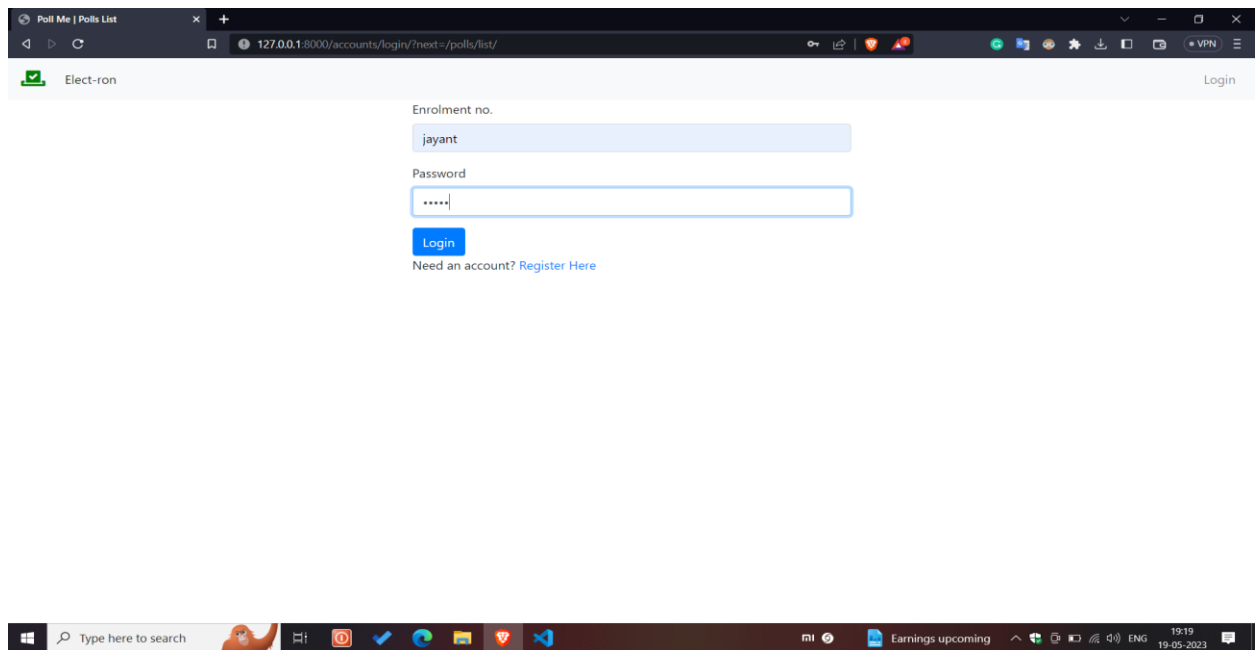 Poll Me | Polls List
127.0.0.1:8000/accounts/login/?next=/polls/list/
VPN
Elect-ron
Login
Enrolment no.
jayant
Password
•••••
Login
Need an account? Register Here
Type here to search
Earnings upcoming
ENG
19:19
19-05-2023